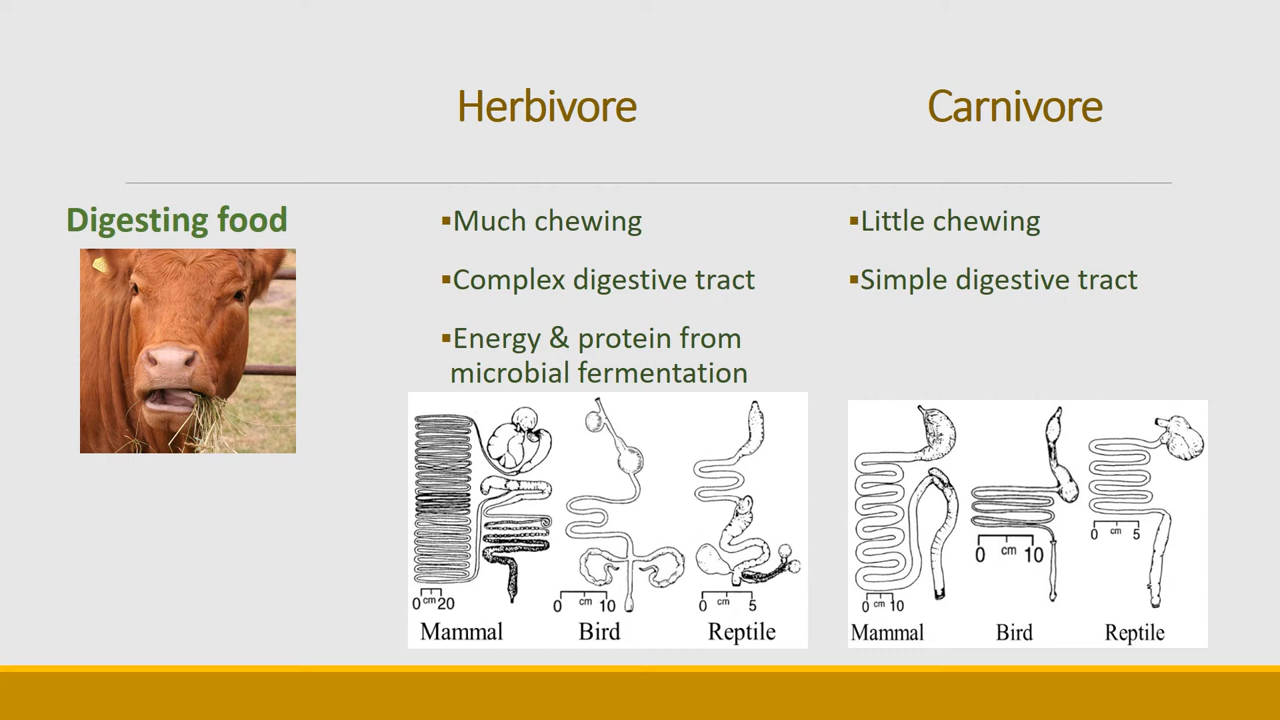 Herbivore
Carnivore
Digesting food
▪Much chewing
▪Complex digestive tract
▪Energy & protein from
microbial fermentation
▪Little chewing
▪Simple digestive tract
0 cm 20
Mammal
0 cm 10
Bird
0 cm 5
Reptile
0 cm 10
Mammal
0 cm 10
Bird
0 cm 5
Reptile